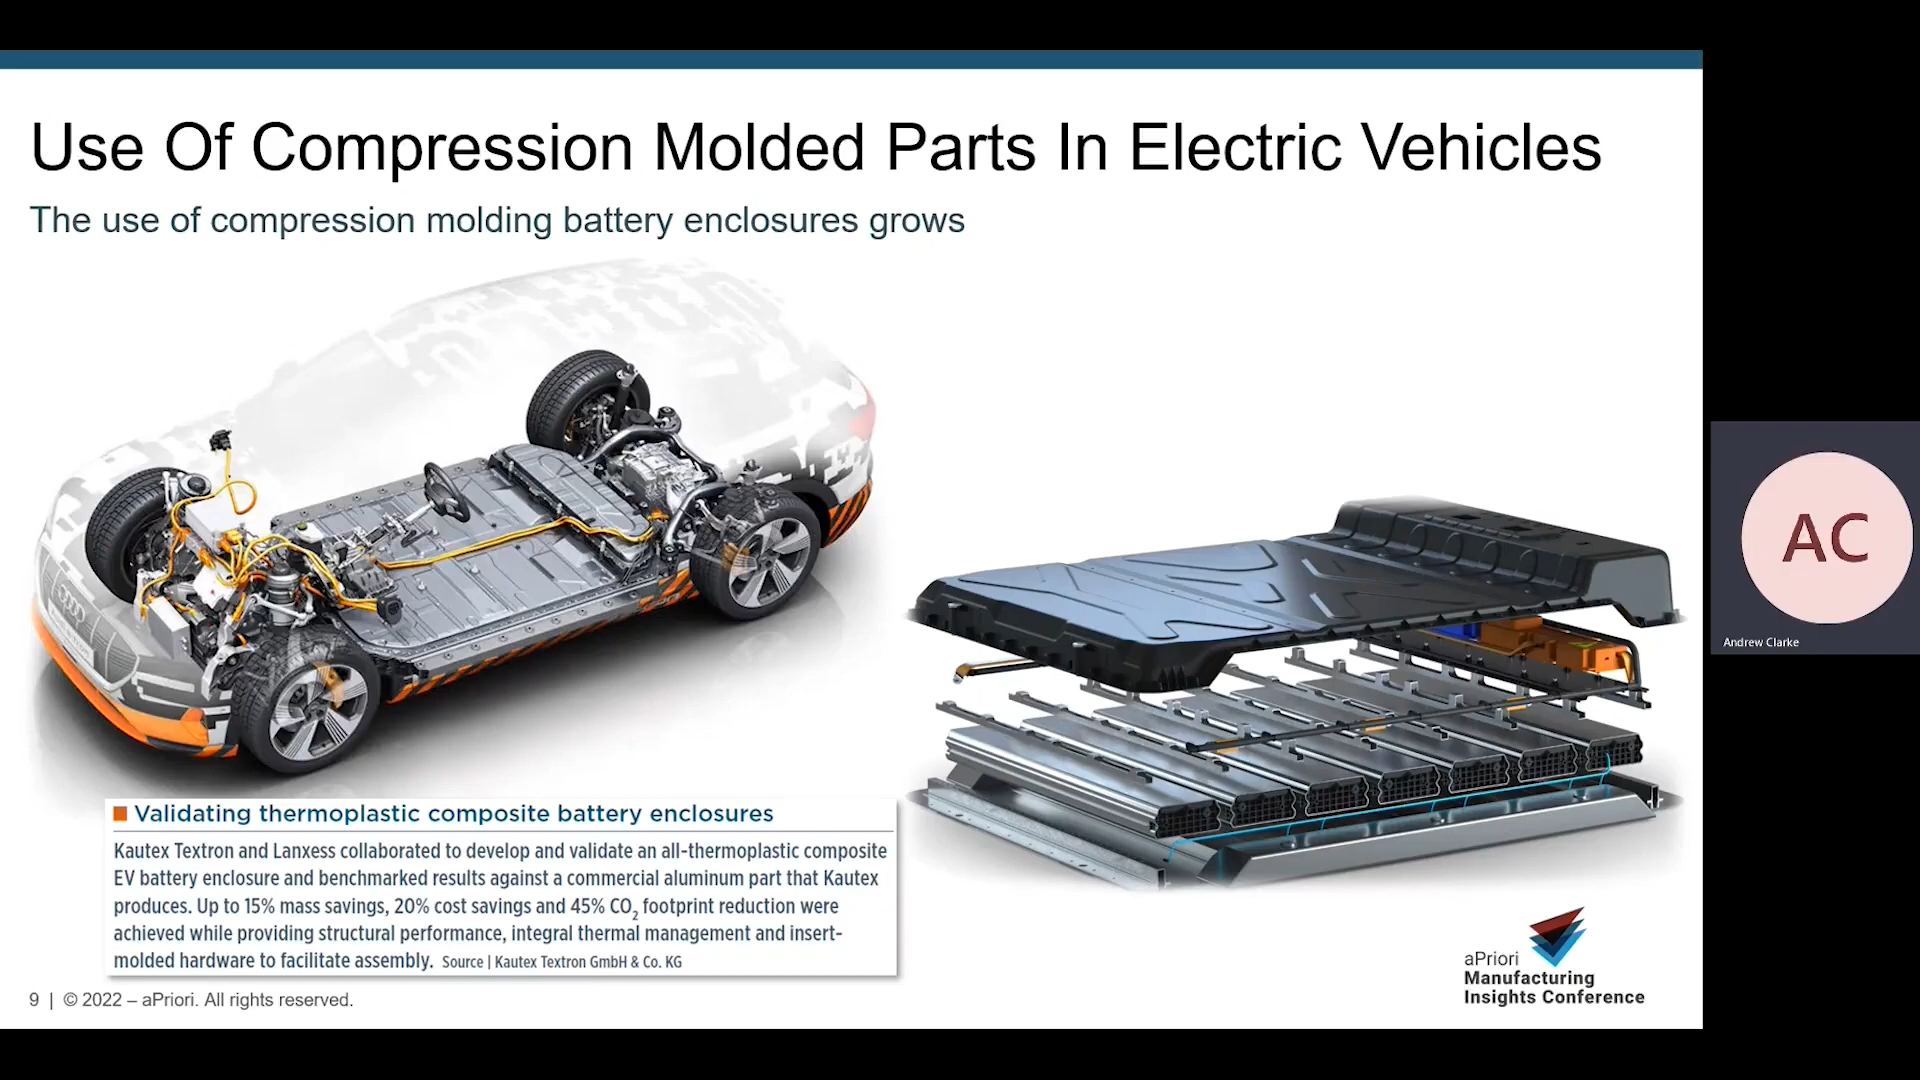 Use Of Compression Molded Parts In Electric Vehicles
The use of compression molding battery enclosures grows
AC
Andrew Clarke
Validating thermoplastic composite battery enclosures
Kautex Textron and Lanxess collaborated to develop and validate an all-thermoplastic composite
EV battery enclosure and benchmarked results against a commercial aluminum part that Kautex
produces. Up to 15% mass savings, 20% cost savings and 45% CO₂ footprint reduction were
achieved while providing structural performance, integral thermal management and insert-
molded hardware to facilitate assembly. Source | Kautex Textron GmbH & Co. KG
aPriori
Manufacturing
Insights Conference
9 | © 2022 – aPriori. All rights reserved.